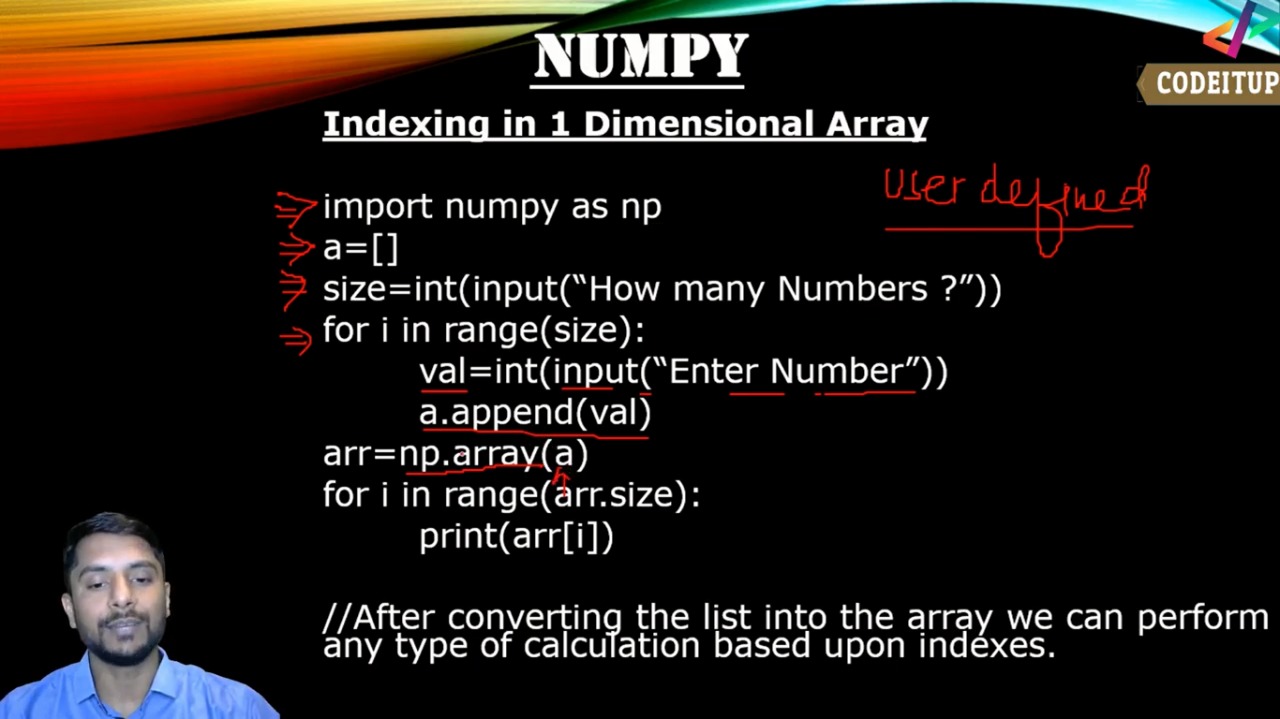 NUMPY
CODEITUP
Indexing in 1 Dimensional Array
user defined
import numpy as np
a=[]
size=int(input(“How many Numbers ?”))
for i in range(size):
val=int(input(“Enter Number”))
a.append(val)
arr=np.array(a)
for i in range(arr.size):
print(arr[i])
//After converting the list into the array we can perform
any type of calculation based upon indexes.